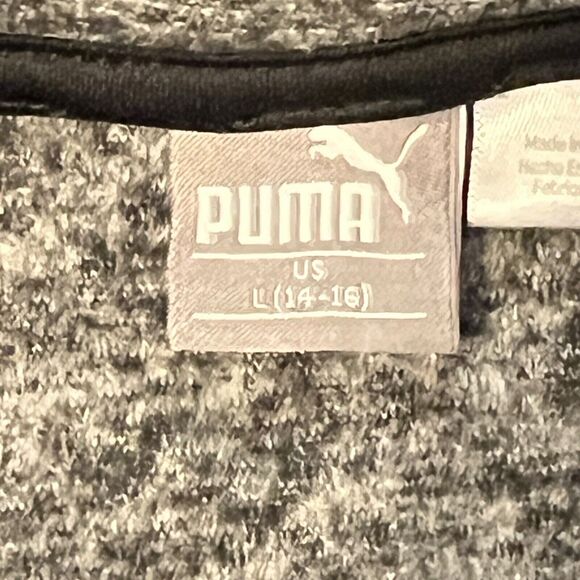 PUMA
US
L (14-16)
Made In
Hecho E
Fabric